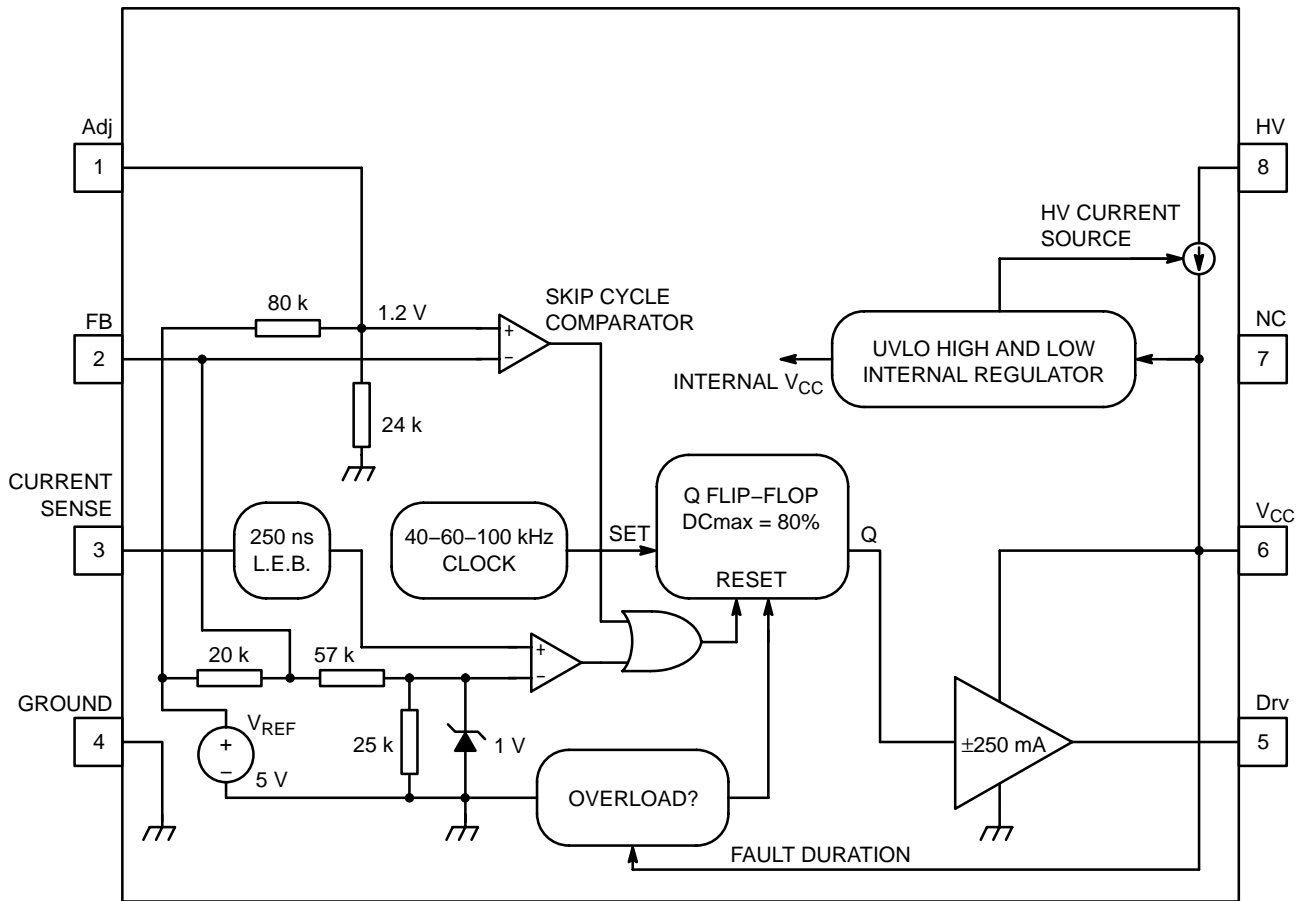 Adj
1
HV
8
HV CURRENT
SOURCE
80 k
1.2 V
SKIP CYCLE
COMPARATOR
+
−
FB
2
NC
7
UVLO HIGH AND LOW
INTERNAL REGULATOR
INTERNAL VCC
24 k
CURRENT
SENSE
3
250 ns
L.E.B.
40−60−100 kHz
CLOCK
SET
Q FLIP−FLOP
DCmax = 80%
RESET
Q
VCC
6
20 k
57 k
+
−
GROUND
4
VREF
+
−
5 V
25 k
1 V
OVERLOAD?
±250 mA
Drv
5
FAULT DURATION